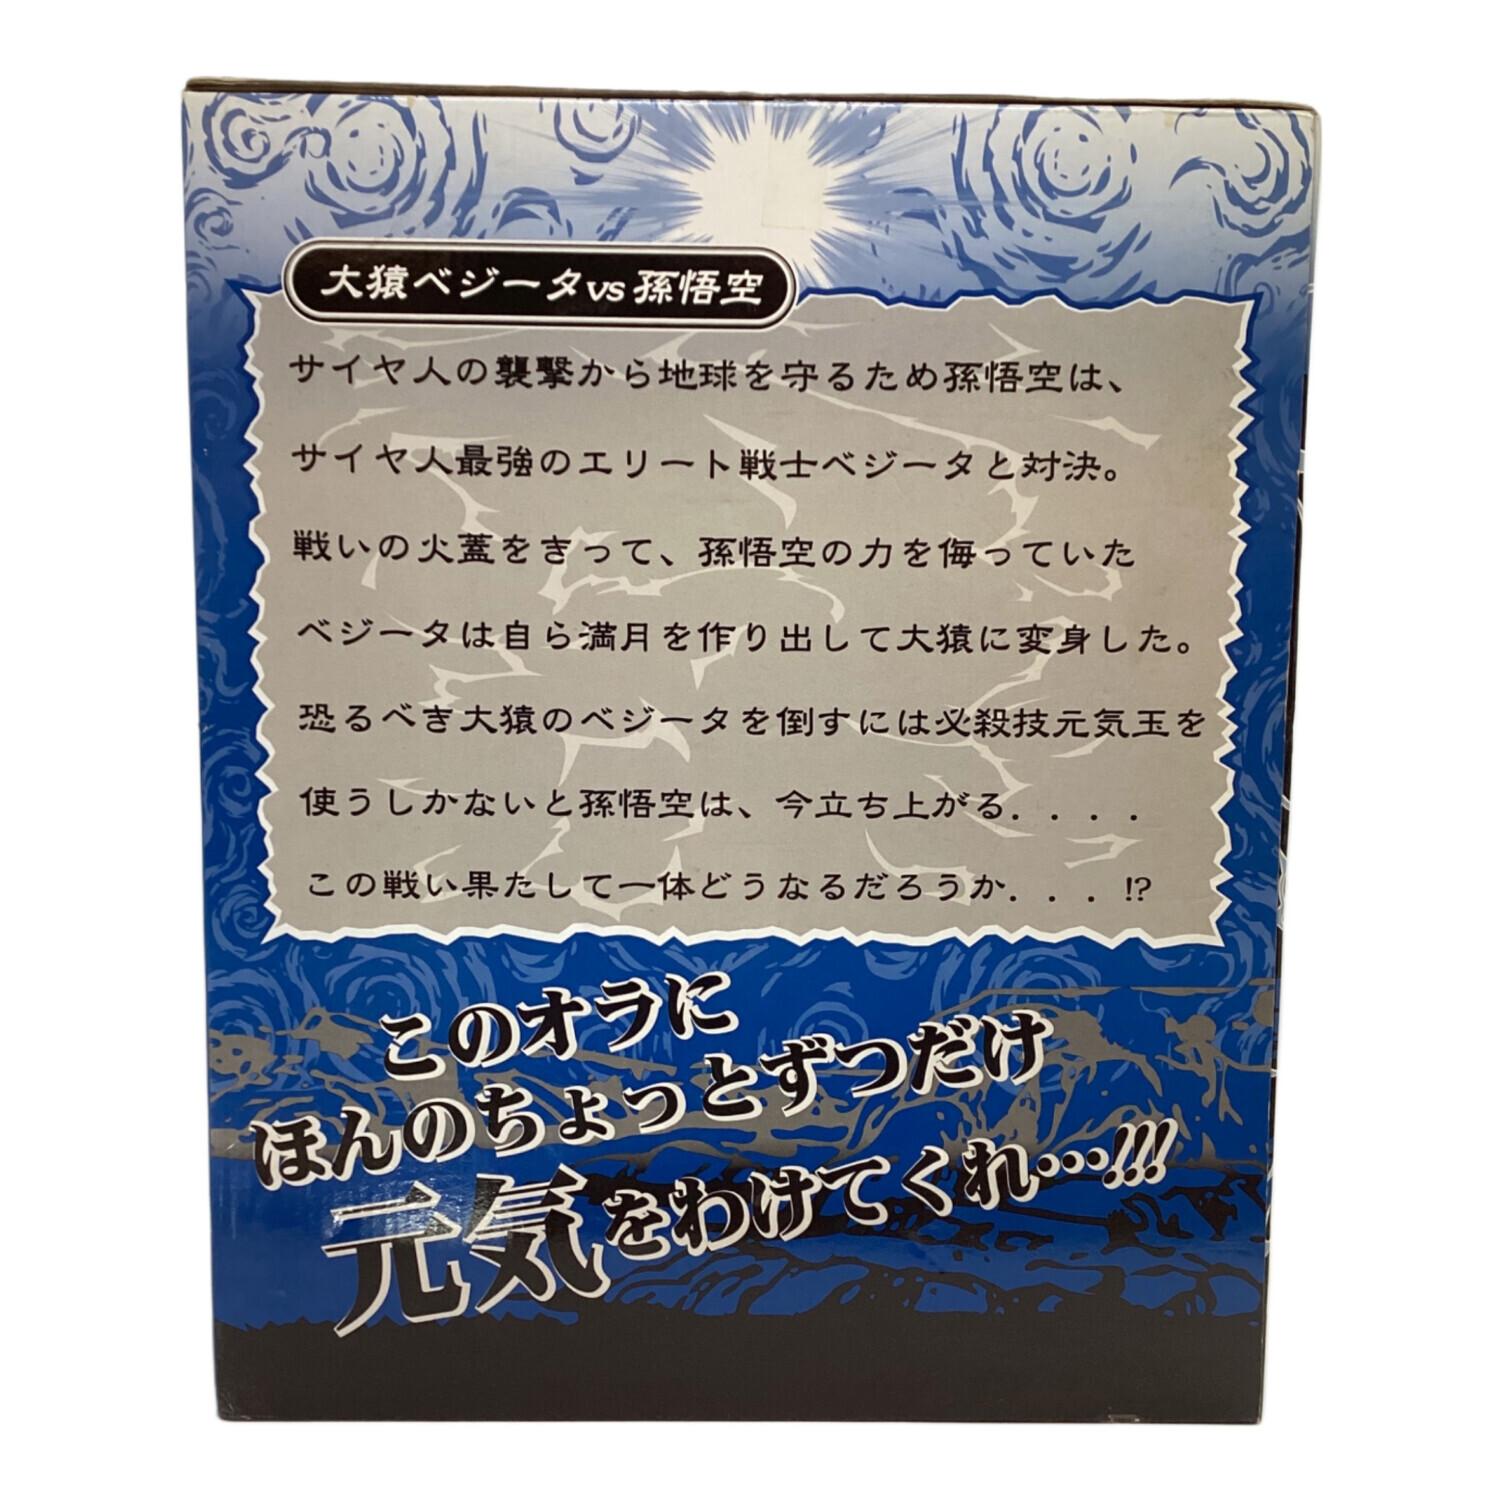 大猿ベジータvs孫悟空
サイヤ人の襲撃から地球を守るため孫悟空は、
サイヤ人最強のエリート戦士ベジータと対決。
戦いの火蓋をきって、孫悟空の力を侮っていた
ベジータは自ら満月を作り出して大猿に変身した。
恐るべき大猿のベジータを倒すには必殺技元気玉を
使うしかないと孫悟空は、今立ち上がる. . . .
この戦い果たして一体どうなるだろうか. . . !?
このオラに
ほんのちょっとずつだけ
元気をわけてくれ…!!!